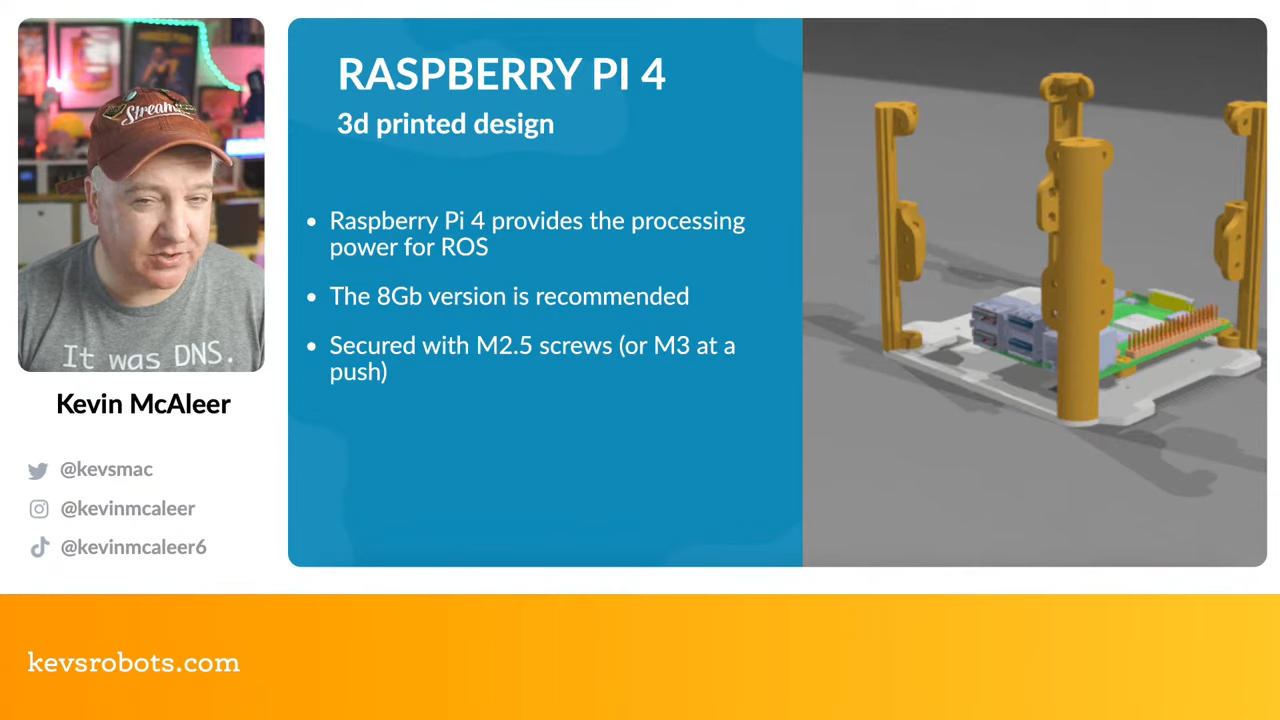 Stream
It was DNS.
Kevin McAleer
@kevsmac
@kevinmcaleer
@kevinmcaleer6
RASPBERRY PI 4
3d printed design
• Raspberry Pi 4 provides the processing
power for ROS
• The 8Gb version is recommended
• Secured with M2.5 screws (or M3 at a
push)
kevsrobots.com